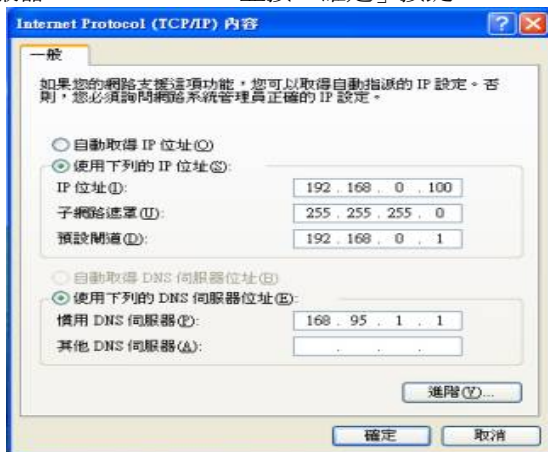 Internet Protocol (TCP/IP) 內容
一般
如果您的網路支援這項功能，您可以取得自動指派的 IP 設定。否
則，您必須詢問網路系統管理員正確的 IP 設定。
自動取得 IP 位址(O)
使用下列的 IP 位址(S):
IP 位址(I): 192 . 168 . 0 . 100
子網路遮罩(U): 255 . 255 . 255 . 0
預設閘道(D): 192 . 168 . 0 . 1
自動取得 DNS 伺服器位址(B)
使用下列的 DNS 伺服器位址(E):
慣用 DNS 伺服器(P): 168 . 95 . 1 . 1
其他 DNS 伺服器(A): . . .
進階(V)...
確定 取消